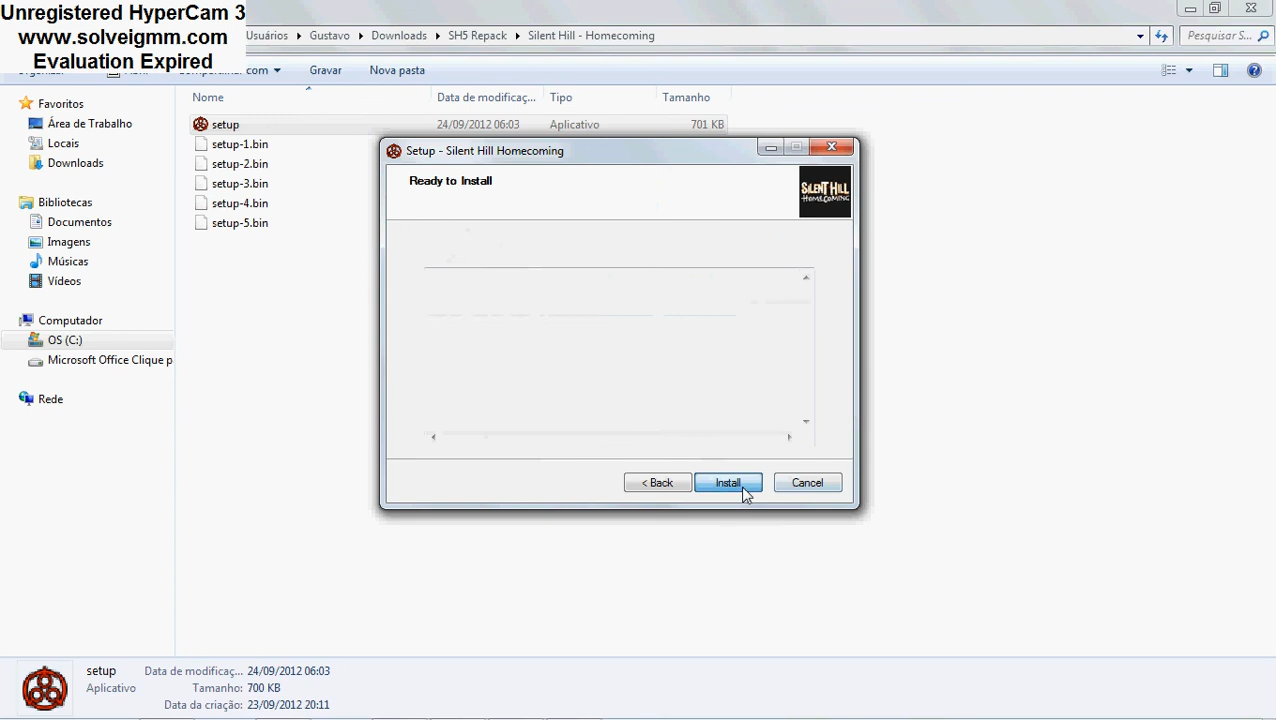 Unregistered HyperCam 3
www.solveigmm.com
Evaluation Expired
Usuários Gustavo Downloads SH5 Repack Silent Hill - Homecoming Pesquisar S...
com Gravar Nova pasta
Nome Data de modificaç... Tipo Tamanho
Favoritos
Área de Trabalho
Locais
Downloads
Bibliotecas
Documentos
Imagens
Músicas
Vídeos
Computador
OS (C:)
Microsoft Office Clique p
Rede
setup 24/09/2012 06:03 Aplicativo 701 KB
setup-1.bin
setup-2.bin
setup-3.bin
setup-4.bin
setup-5.bin
Setup - Silent Hill Homecoming
Ready to Install
SILENT HILL
HOMECOMING
< Back Install Cancel
setup Data de modificaç... 24/09/2012 06:03
Aplicativo Tamanho: 700 KB
Data da criação: 23/09/2012 20:11